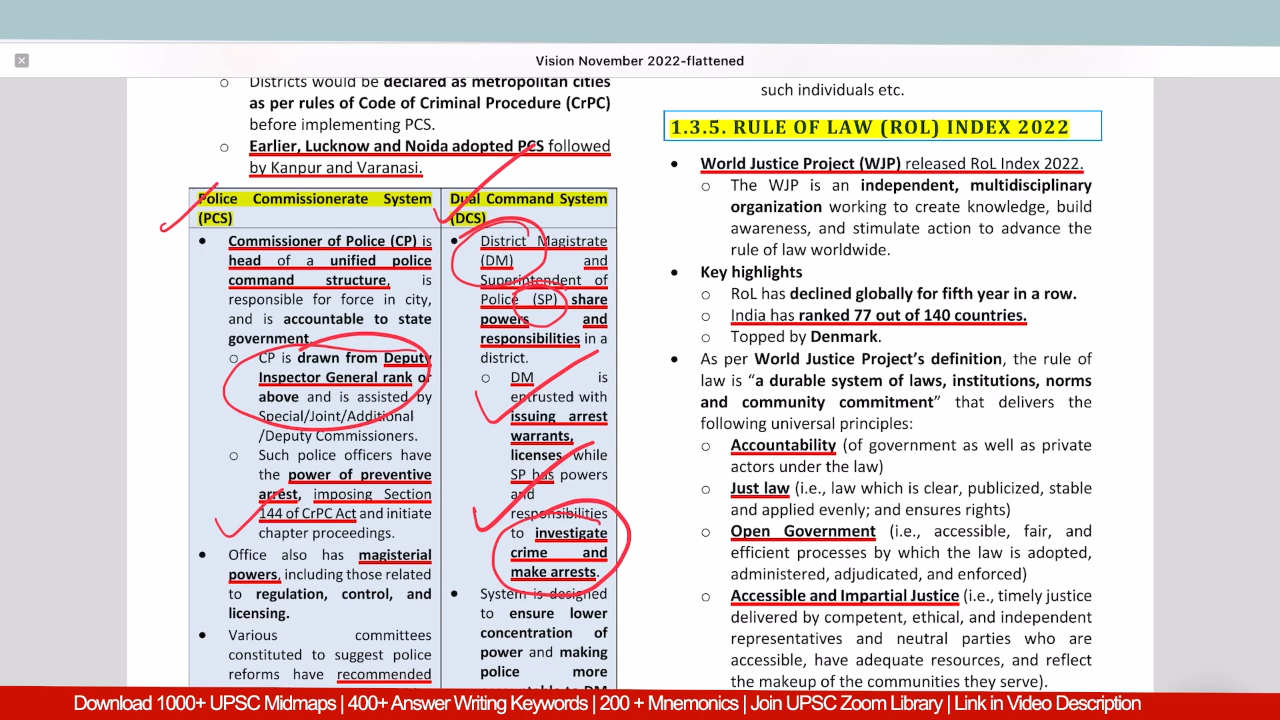 Vision November 2022-flattened
○ Districts would be declared as metropolitan cities
as per rules of Code of Criminal Procedure (CrPC)
before implementing PCS.
○ Earlier, Lucknow and Noida adopted PCS followed
by Kanpur and Varanasi.
Police Commissionerate System
(PCS)
• Commissioner of Police (CP) is
head of a unified police
command structure, is
responsible for force in city,
and is accountable to state
government.
○ CP is drawn from Deputy
Inspector General rank or
above and is assisted by
Special/Joint/Additional
/Deputy Commissioners.
○ Such police officers have
the power of preventive
arrest, imposing Section
144 of CrPC Act and initiate
chapter proceedings.
• Office also has magisterial
powers, including those related
to regulation, control, and
licensing.
• Various committees
constituted to suggest police
reforms have recommended
Dual Command System
(DCS)
• District Magistrate
(DM) and
Superintendent of
Police (SP) share
powers and
responsibilities in a
district.
○ DM is
entrusted with
issuing arrest
warrants,
licenses while
SP has powers
and
responsibilities
to investigate
crime and
make arrests.
• System is designed
to ensure lower
concentration of
power and making
police more
such individuals etc.
1.3.5. RULE OF LAW (ROL) INDEX 2022
• World Justice Project (WJP) released RoL Index 2022.
○ The WJP is an independent, multidisciplinary
organization working to create knowledge, build
awareness, and stimulate action to advance the
rule of law worldwide.
• Key highlights
○ RoL has declined globally for fifth year in a row.
○ India has ranked 77 out of 140 countries.
○ Topped by Denmark.
• As per World Justice Project’s definition, the rule of
law is “a durable system of laws, institutions, norms
and community commitment” that delivers the
following universal principles:
○ Accountability (of government as well as private
actors under the law)
○ Just law (i.e., law which is clear, publicized, stable
and applied evenly; and ensures rights)
○ Open Government (i.e., accessible, fair, and
efficient processes by which the law is adopted,
administered, adjudicated, and enforced)
○ Accessible and Impartial Justice (i.e., timely justice
delivered by competent, ethical, and independent
representatives and neutral parties who are
accessible, have adequate resources, and reflect
the makeup of the communities they serve).
Download 1000+ UPSC Midmaps | 400+ Answer Writing Keywords | 200 + Mnemonics | Join UPSC Zoom Library | Link in Video Description